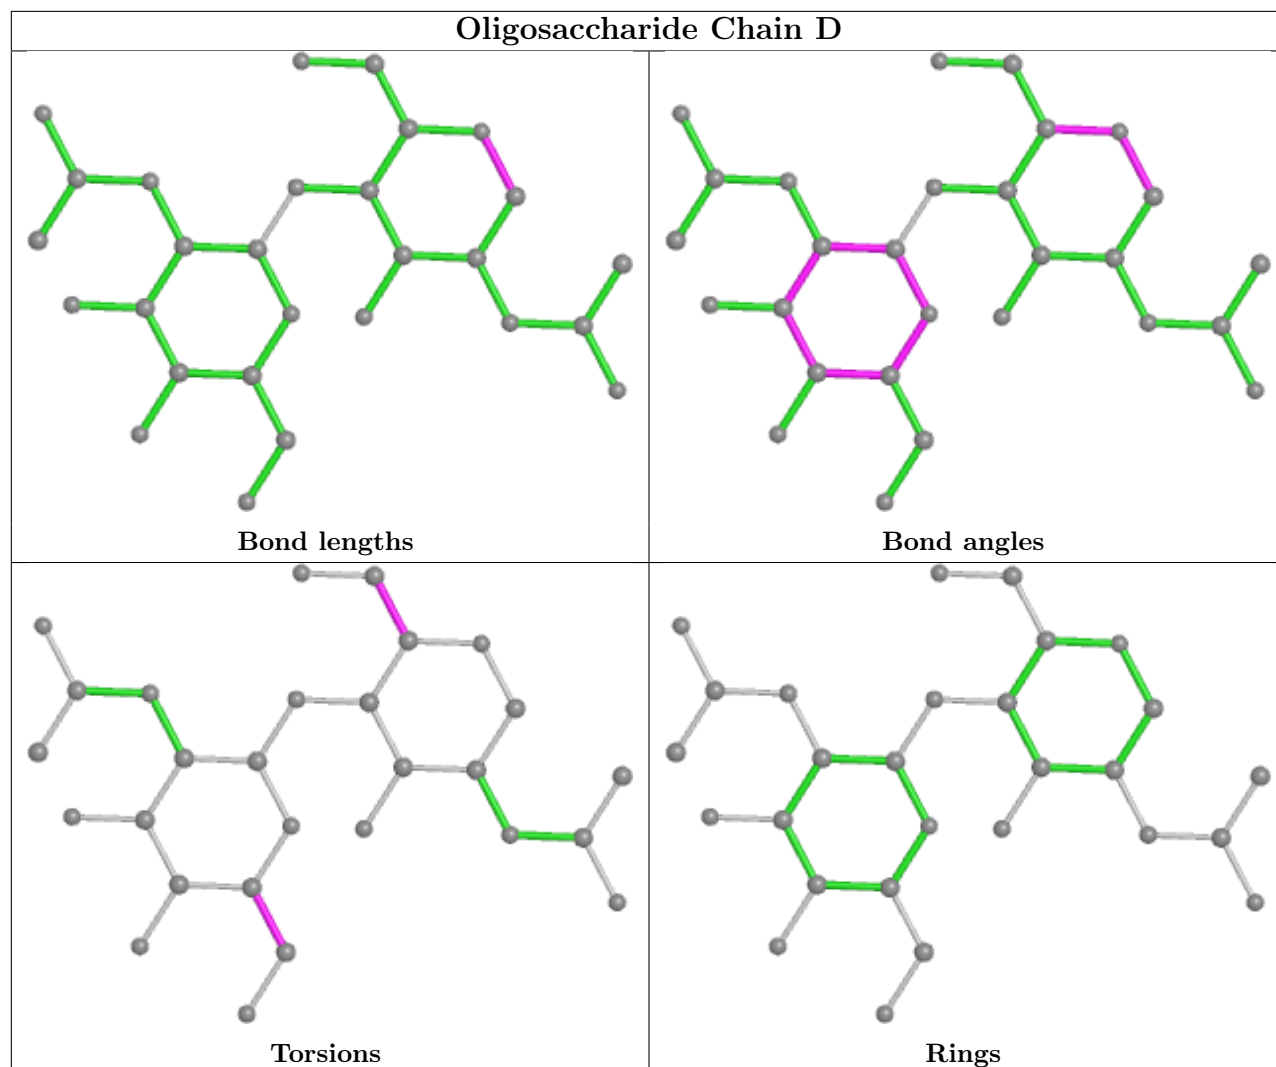 Oligosaccharide Chain D
Bond lengths
Bond angles
Torsions
Rings